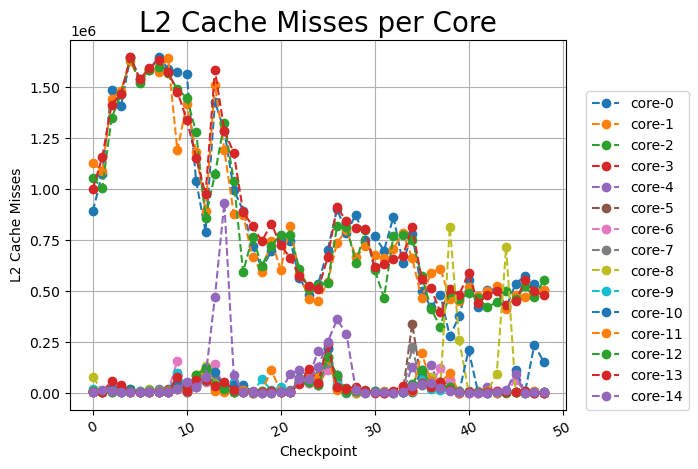 L2 Cache Misses per Core
1e6
1.50
1.25
1.00
0.75
0.50
0.25
0.00
L2 Cache Misses
0
10
20
30
40
50
Checkpoint
core-0
core-1
core-2
core-3
core-4
core-5
core-6
core-7
core-8
core-9
core-10
core-11
core-12
core-13
core-14